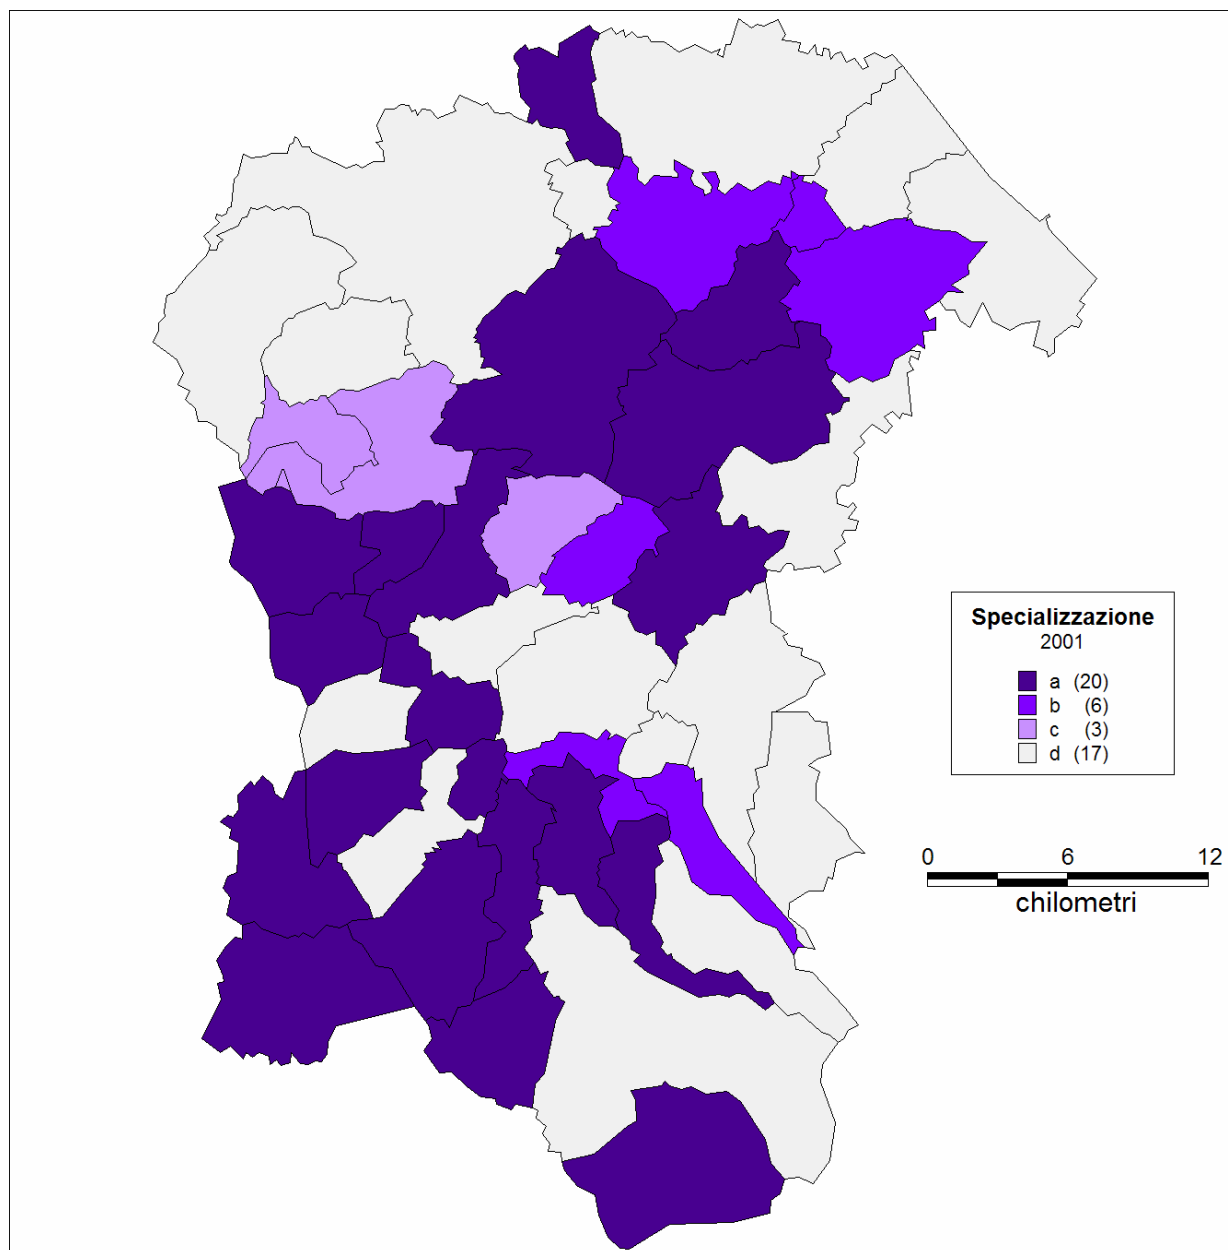 Specializzazione
2001
a (20)
b (6)
c (3)
d (17)
0 6 12
chilometri